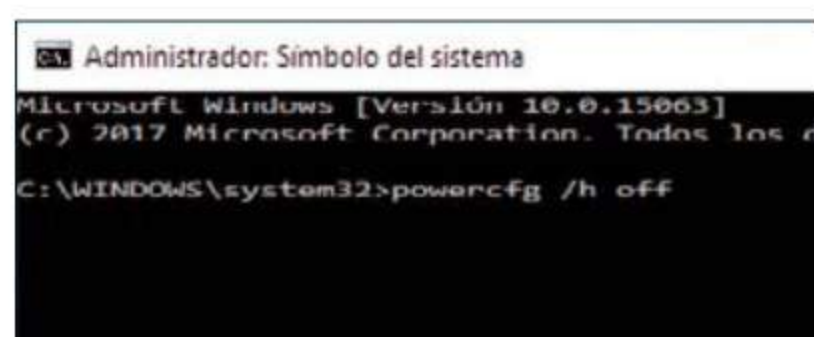 Administrador: Símbolo del sistema
Microsoft Windows [Versión 10.0.15063]
(c) 2017 Microsoft Corporation. Todos los
C:\WINDOWS\system32>powercfg /h off